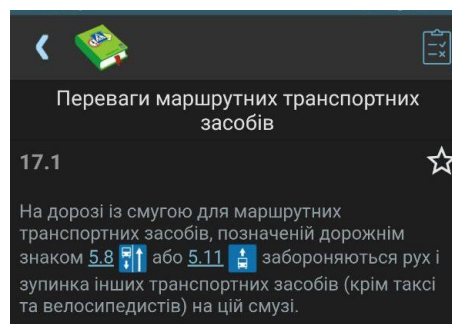 Переваги маршрутних транспортних
засобів
17.1
На дорозі із смугою для маршрутних
транспортних засобів, позначеній дорожнім
знаком 5.8 або 5.11 забороняються рух і
зупинка інших транспортних засобів (крім таксі
та велосипедистів) на цій смузі.